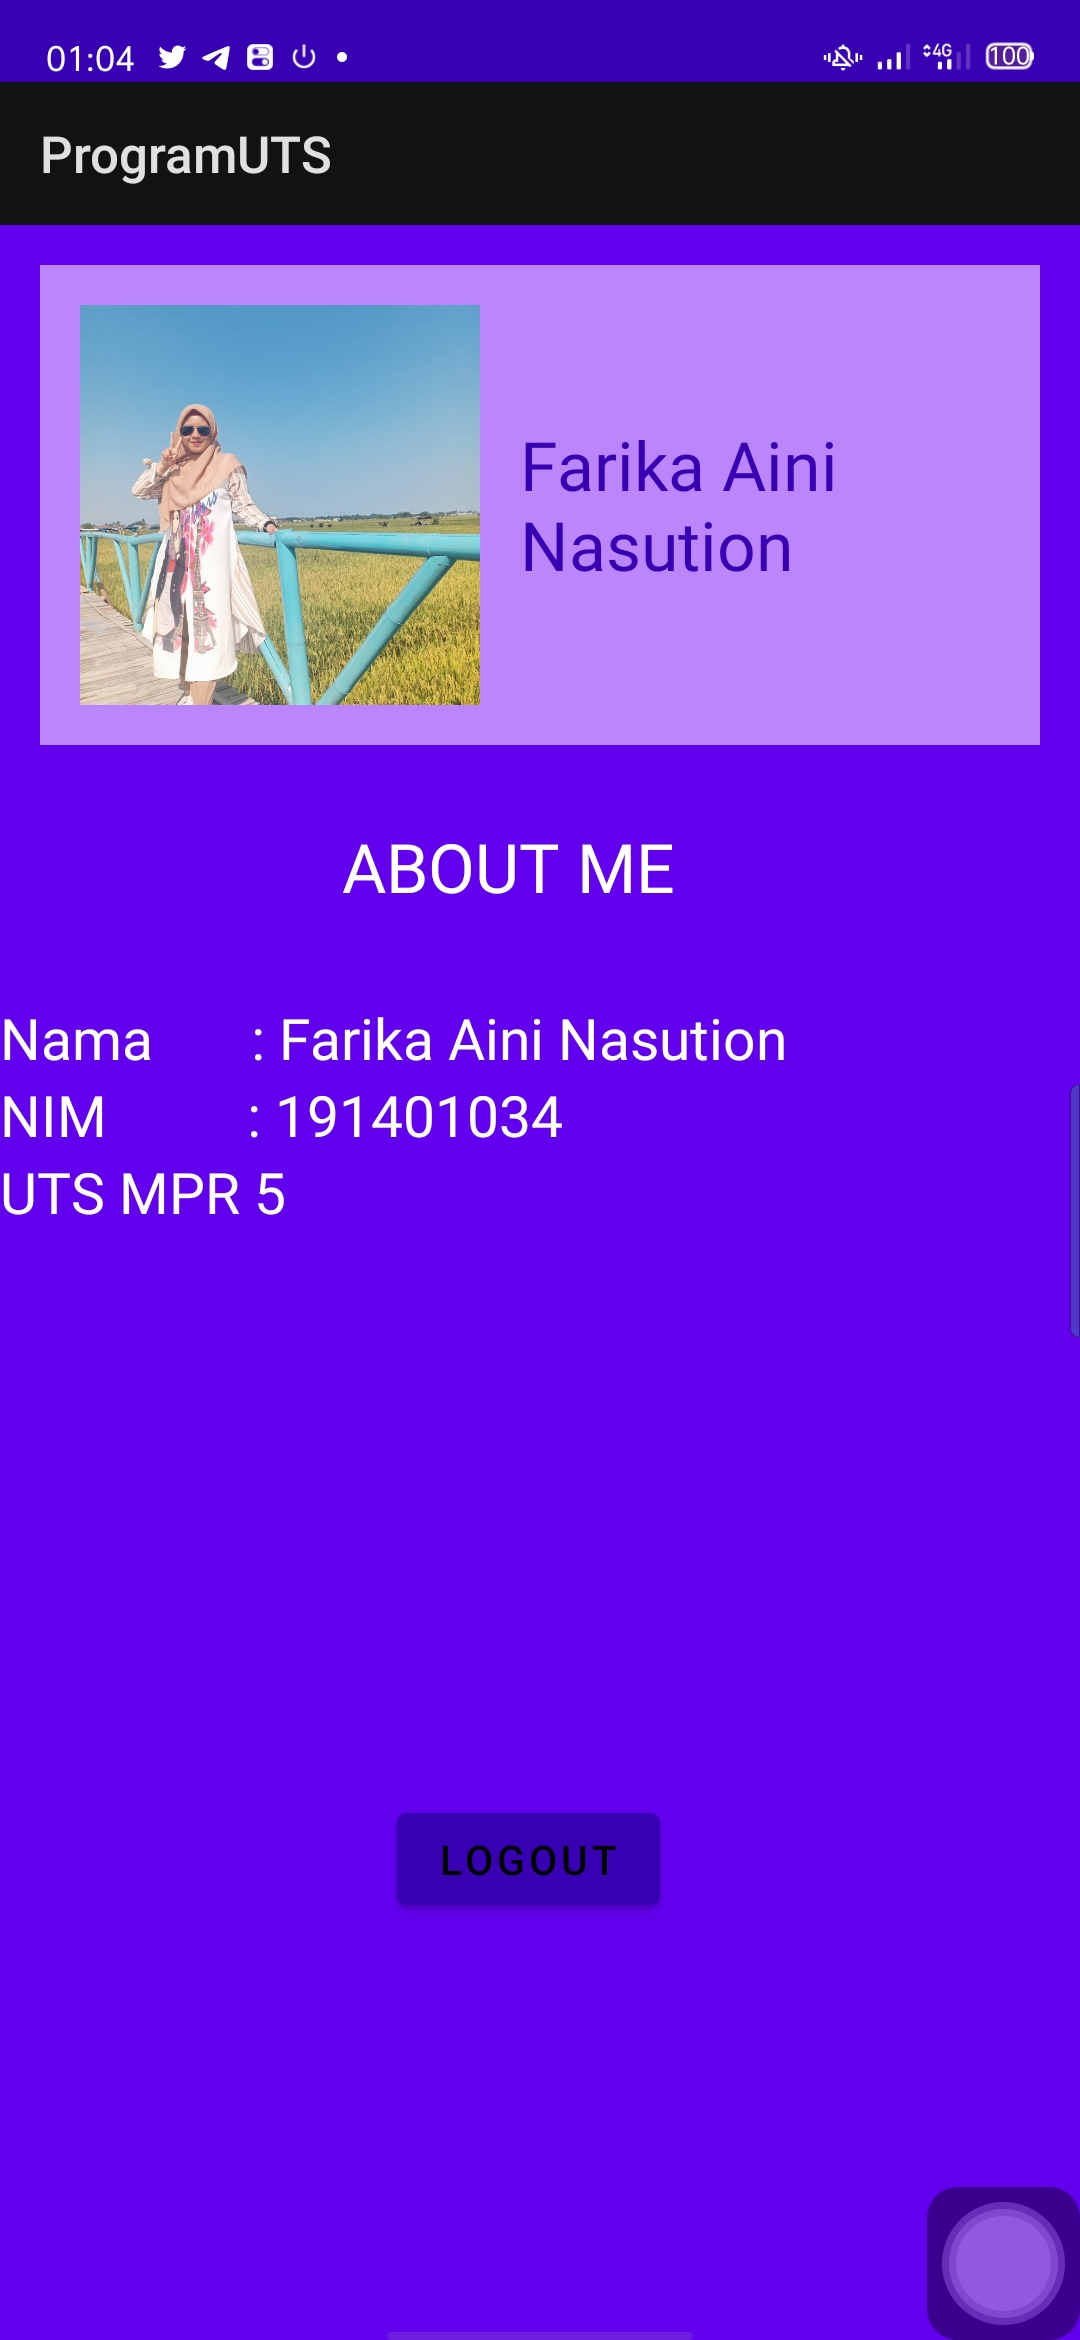 01:04 4G 100
ProgramUTS
Farika Aini
Nasution
ABOUT ME
Nama : Farika Aini Nasution
NIM : 191401034
UTS MPR 5
LOGOUT